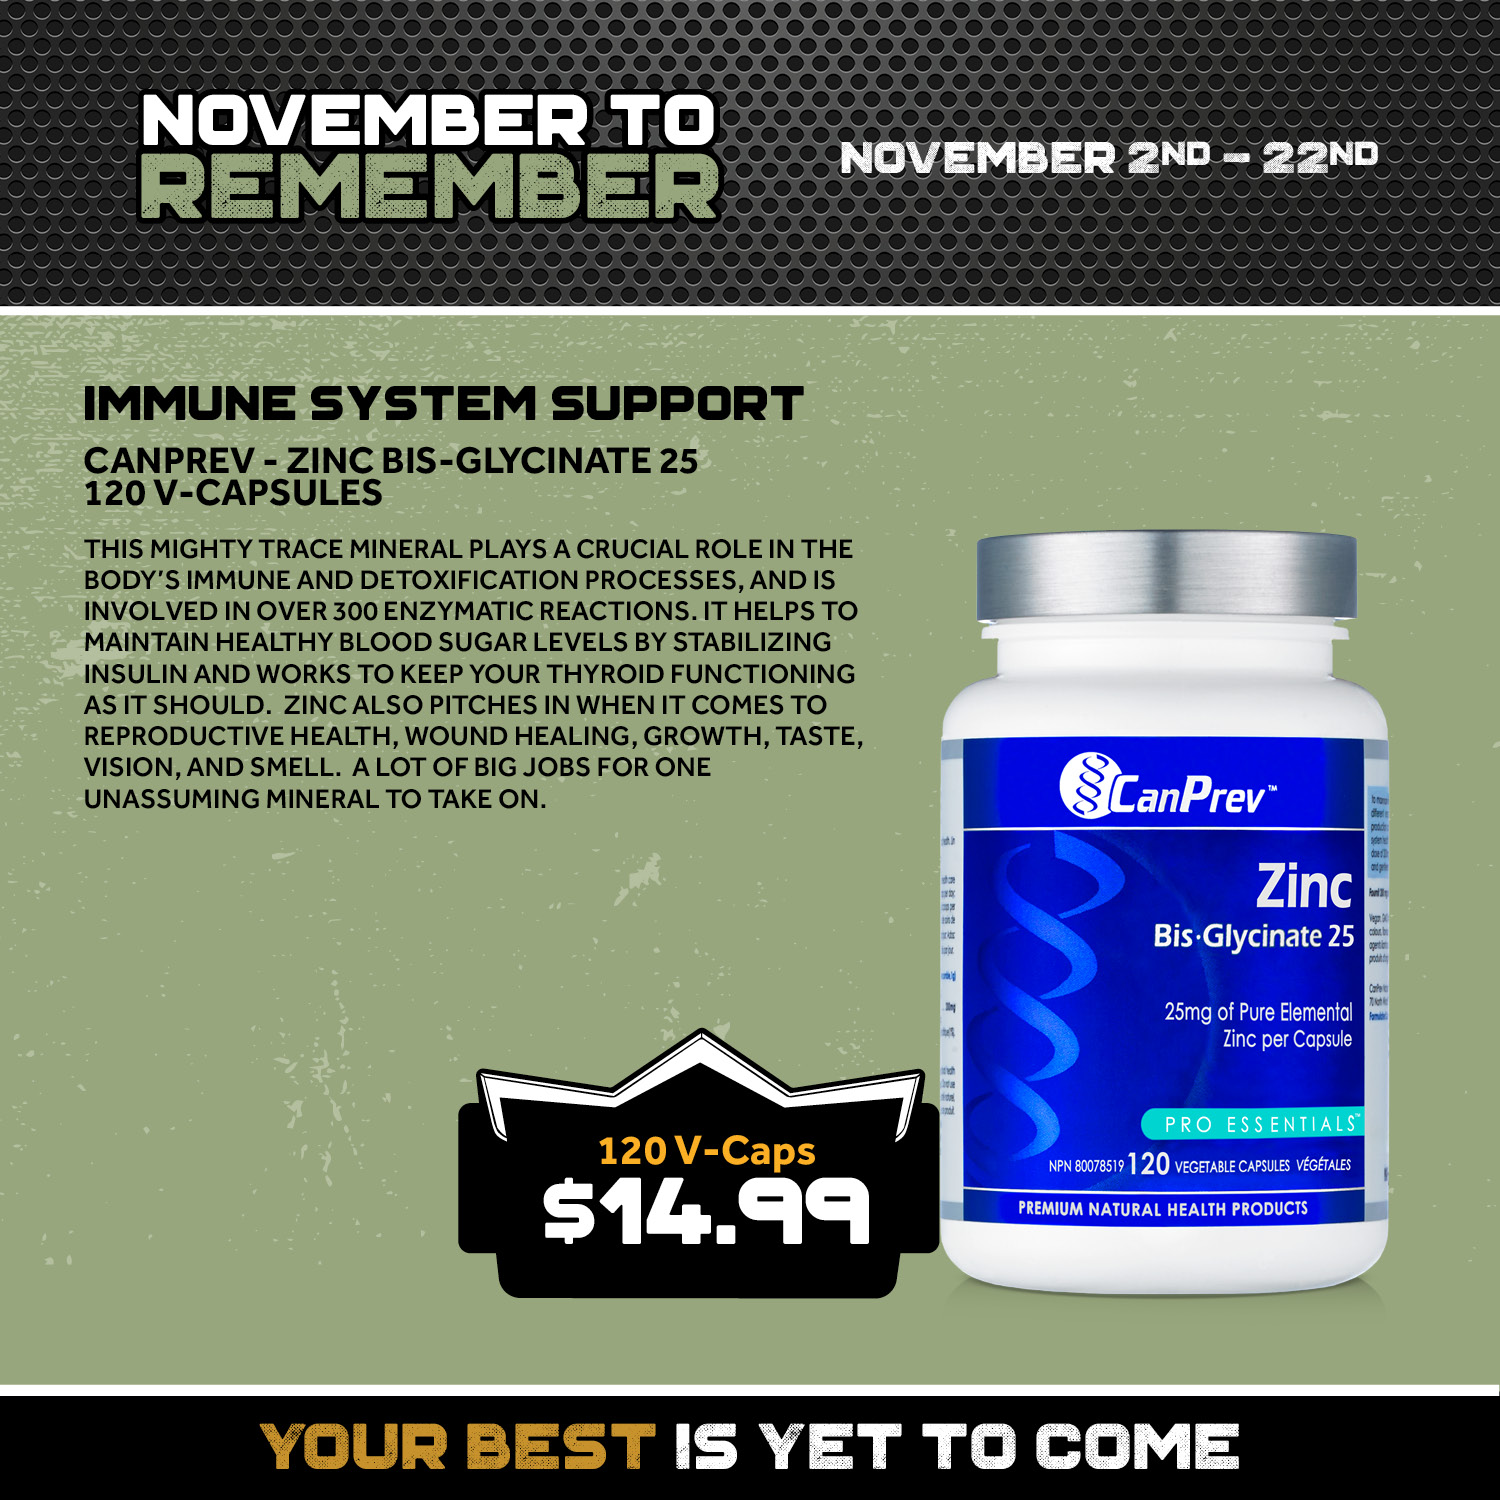 NOVEMBER TO
REMEMBER
NOVEMBER 2ND – 22ND
IMMUNE SYSTEM SUPPORT
CANPREV - ZINC BIS-GLYCINATE 25
120 V-CAPSULES
THIS MIGHTY TRACE MINERAL PLAYS A CRUCIAL ROLE IN THE
BODY'S IMMUNE AND DETOXIFICATION PROCESSES, AND IS
INVOLVED IN OVER 300 ENZYMATIC REACTIONS. IT HELPS TO
MAINTAIN HEALTHY BLOOD SUGAR LEVELS BY STABILIZING
INSULIN AND WORKS TO KEEP YOUR THYROID FUNCTIONING
AS IT SHOULD. ZINC ALSO PITCHES IN WHEN IT COMES TO
REPRODUCTIVE HEALTH, WOUND HEALING, GROWTH, TASTE,
VISION, AND SMELL. A LOT OF BIG JOBS FOR ONE
UNASSUMING MINERAL TO TAKE ON.
CanPrev™
Zinc
Bis·Glycinate 25
25mg of Pure Elemental
Zinc per Capsule
PRO ESSENTIALS™
NPN 80078519 120 VEGETABLE CAPSULES VÉGÉTALES
PREMIUM NATURAL HEALTH PRODUCTS
120 V-Caps
$14.99
YOUR BEST IS YET TO COME